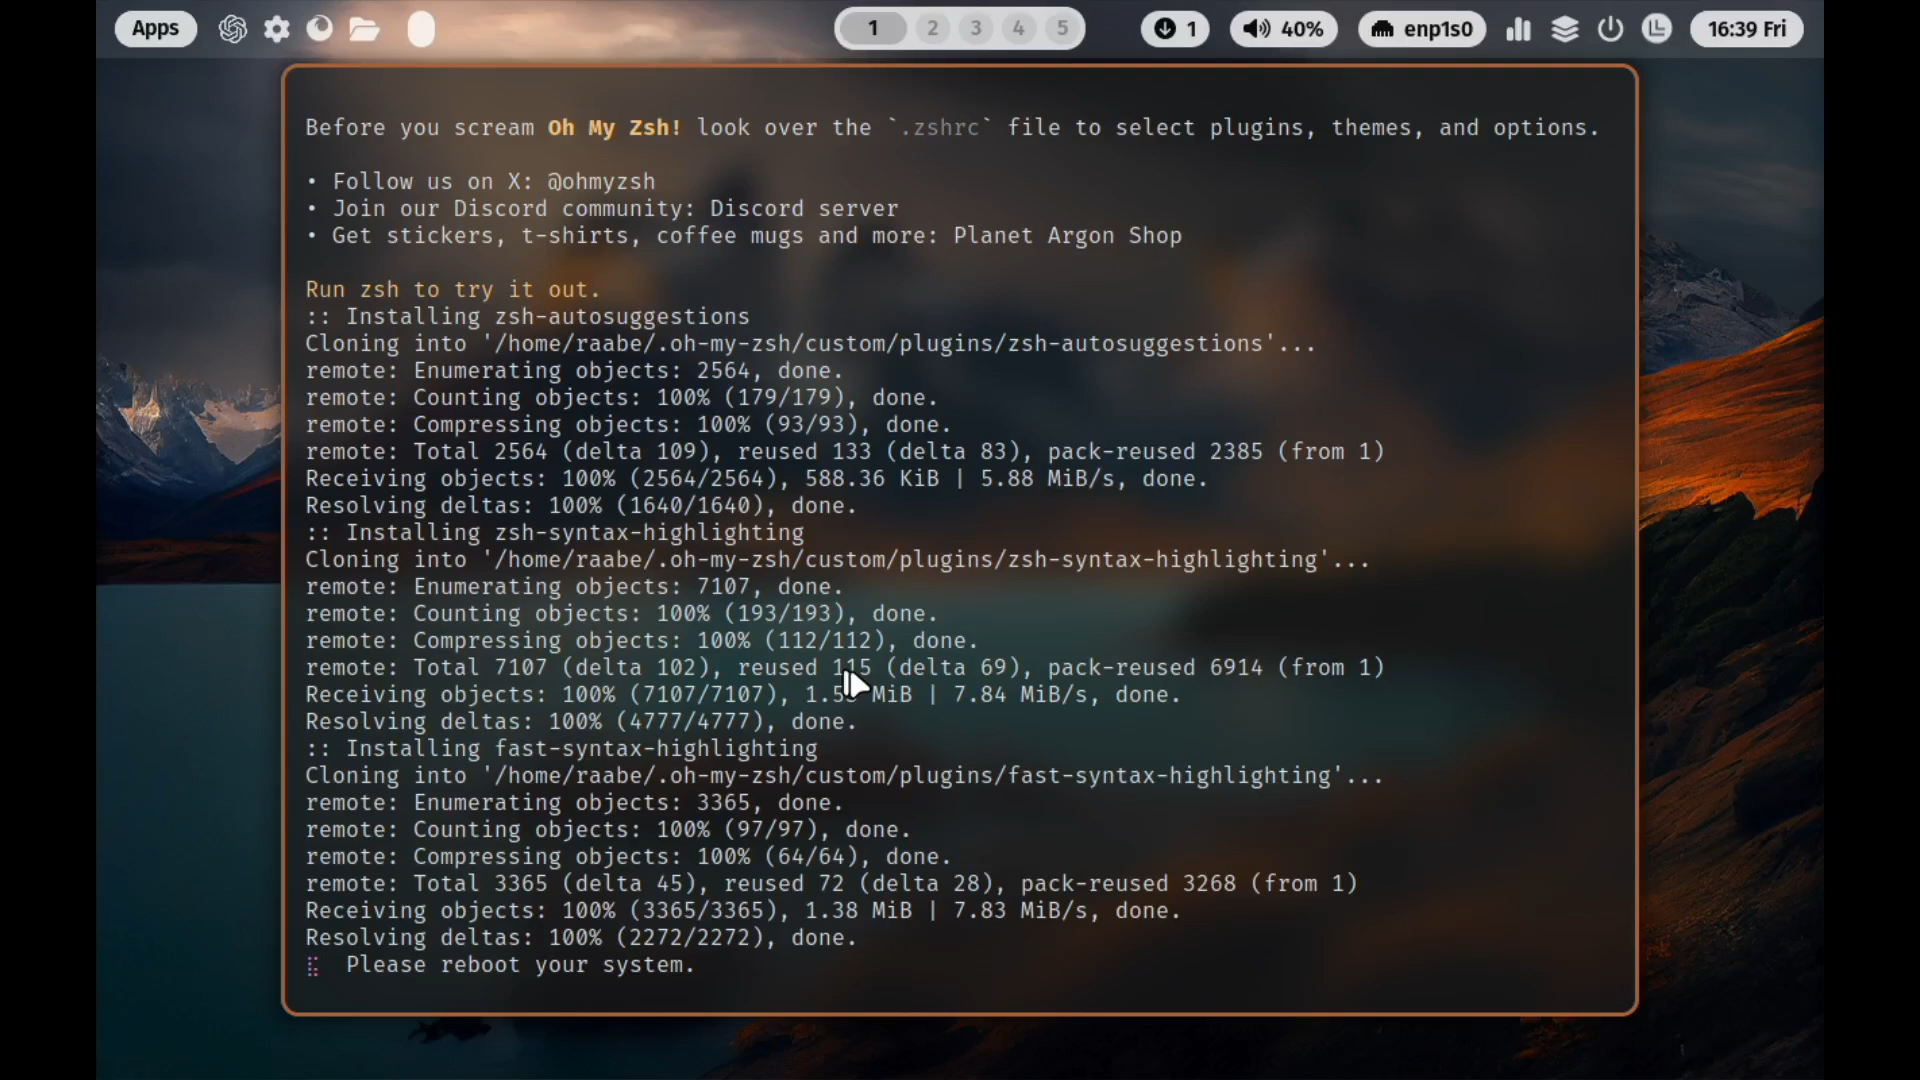 Apps
1 2 3 4 5
1
40%
enp1s0
16:39 Fri
Before you scream Oh My Zsh! look over the `.zshrc` file to select plugins, themes, and options.
• Follow us on X: @ohmyzsh
• Join our Discord community: Discord server
• Get stickers, t-shirts, coffee mugs and more: Planet Argon Shop
Run zsh to try it out.
:: Installing zsh-autosuggestions
Cloning into '/home/raabe/.oh-my-zsh/custom/plugins/zsh-autosuggestions'...
remote: Enumerating objects: 2564, done.
remote: Counting objects: 100% (179/179), done.
remote: Compressing objects: 100% (93/93), done.
remote: Total 2564 (delta 109), reused 133 (delta 83), pack-reused 2385 (from 1)
Receiving objects: 100% (2564/2564), 588.36 KiB | 5.88 MiB/s, done.
Resolving deltas: 100% (1640/1640), done.
:: Installing zsh-syntax-highlighting
Cloning into '/home/raabe/.oh-my-zsh/custom/plugins/zsh-syntax-highlighting'...
remote: Enumerating objects: 7107, done.
remote: Counting objects: 100% (193/193), done.
remote: Compressing objects: 100% (112/112), done.
remote: Total 7107 (delta 102), reused 115 (delta 69), pack-reused 6914 (from 1)
Receiving objects: 100% (7107/7107), MiB | 7.84 MiB/s, done.
Resolving deltas: 100% (4777/4777), done.
:: Installing fast-syntax-highlighting
Cloning into '/home/raabe/.oh-my-zsh/custom/plugins/fast-syntax-highlighting'...
remote: Enumerating objects: 3365, done.
remote: Counting objects: 100% (97/97), done.
remote: Compressing objects: 100% (64/64), done.
remote: Total 3365 (delta 45), reused 72 (delta 28), pack-reused 3268 (from 1)
Receiving objects: 100% (3365/3365), 1.38 MiB | 7.83 MiB/s, done.
Resolving deltas: 100% (2272/2272), done.
Please reboot your system.